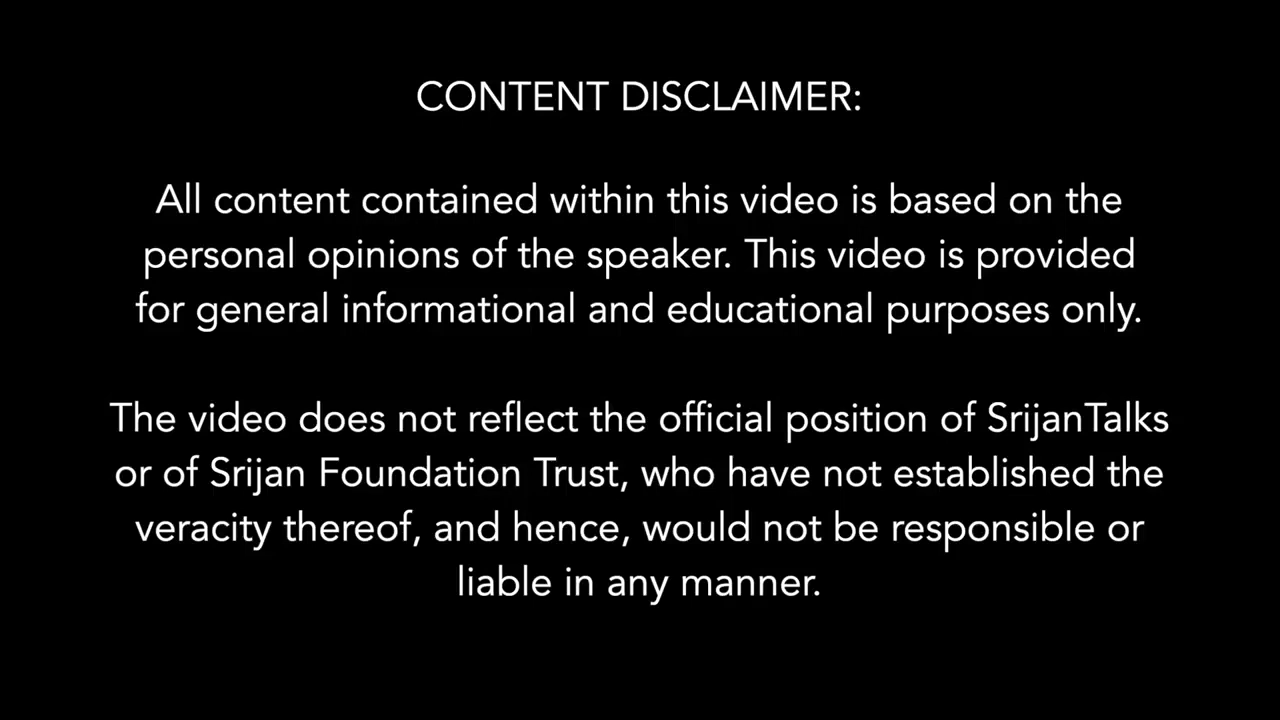 CONTENT DISCLAIMER:
All content contained within this video is based on the
personal opinions of the speaker. This video is provided
for general informational and educational purposes only.
The video does not reflect the official position of SrijanTalks
or of Srijan Foundation Trust, who have not established the
veracity thereof, and hence, would not be responsible or
liable in any manner.